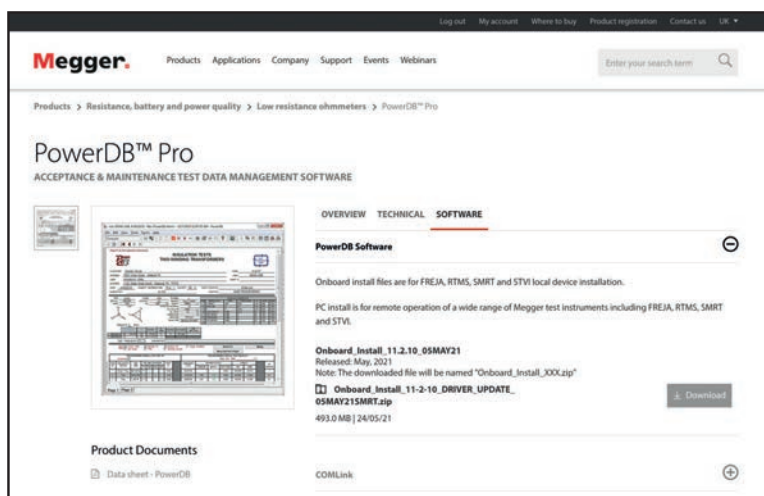 Log out My account Where to buy Product registration Contact us UK
Megger.
Products Applications Company Support Events Webinars
Enter your search term
Products > Resistance, battery and power quality > Low resistance ohmmeters > PowerDB™ Pro
PowerDB™ Pro
ACCEPTANCE & MAINTENANCE TEST DATA MANAGEMENT SOFTWARE
OVERVIEW TECHNICAL SOFTWARE
PowerDB Software
Onboard install files are for FREJA, RTMS, SMRT and STVI local device installation.
PC install is for remote operation of a wide range of Megger test instruments including FREJA, RTMS, SMRT
and STVI.
Onboard_Install_11.2.10_05MAY21
Released: May, 2021
Note: The downloaded file will be named "Onboard_Install_XXX.zip"
Onboard_Install_11-2-10_DRIVER_UPDATE_
05MAY21SMRT.zip
Download
493.0 MB | 24/05/21
INSULATION TESTS
TWO-WINDING TRANSFORMERS
Product Documents
Data sheet - PowerDB
COMLink